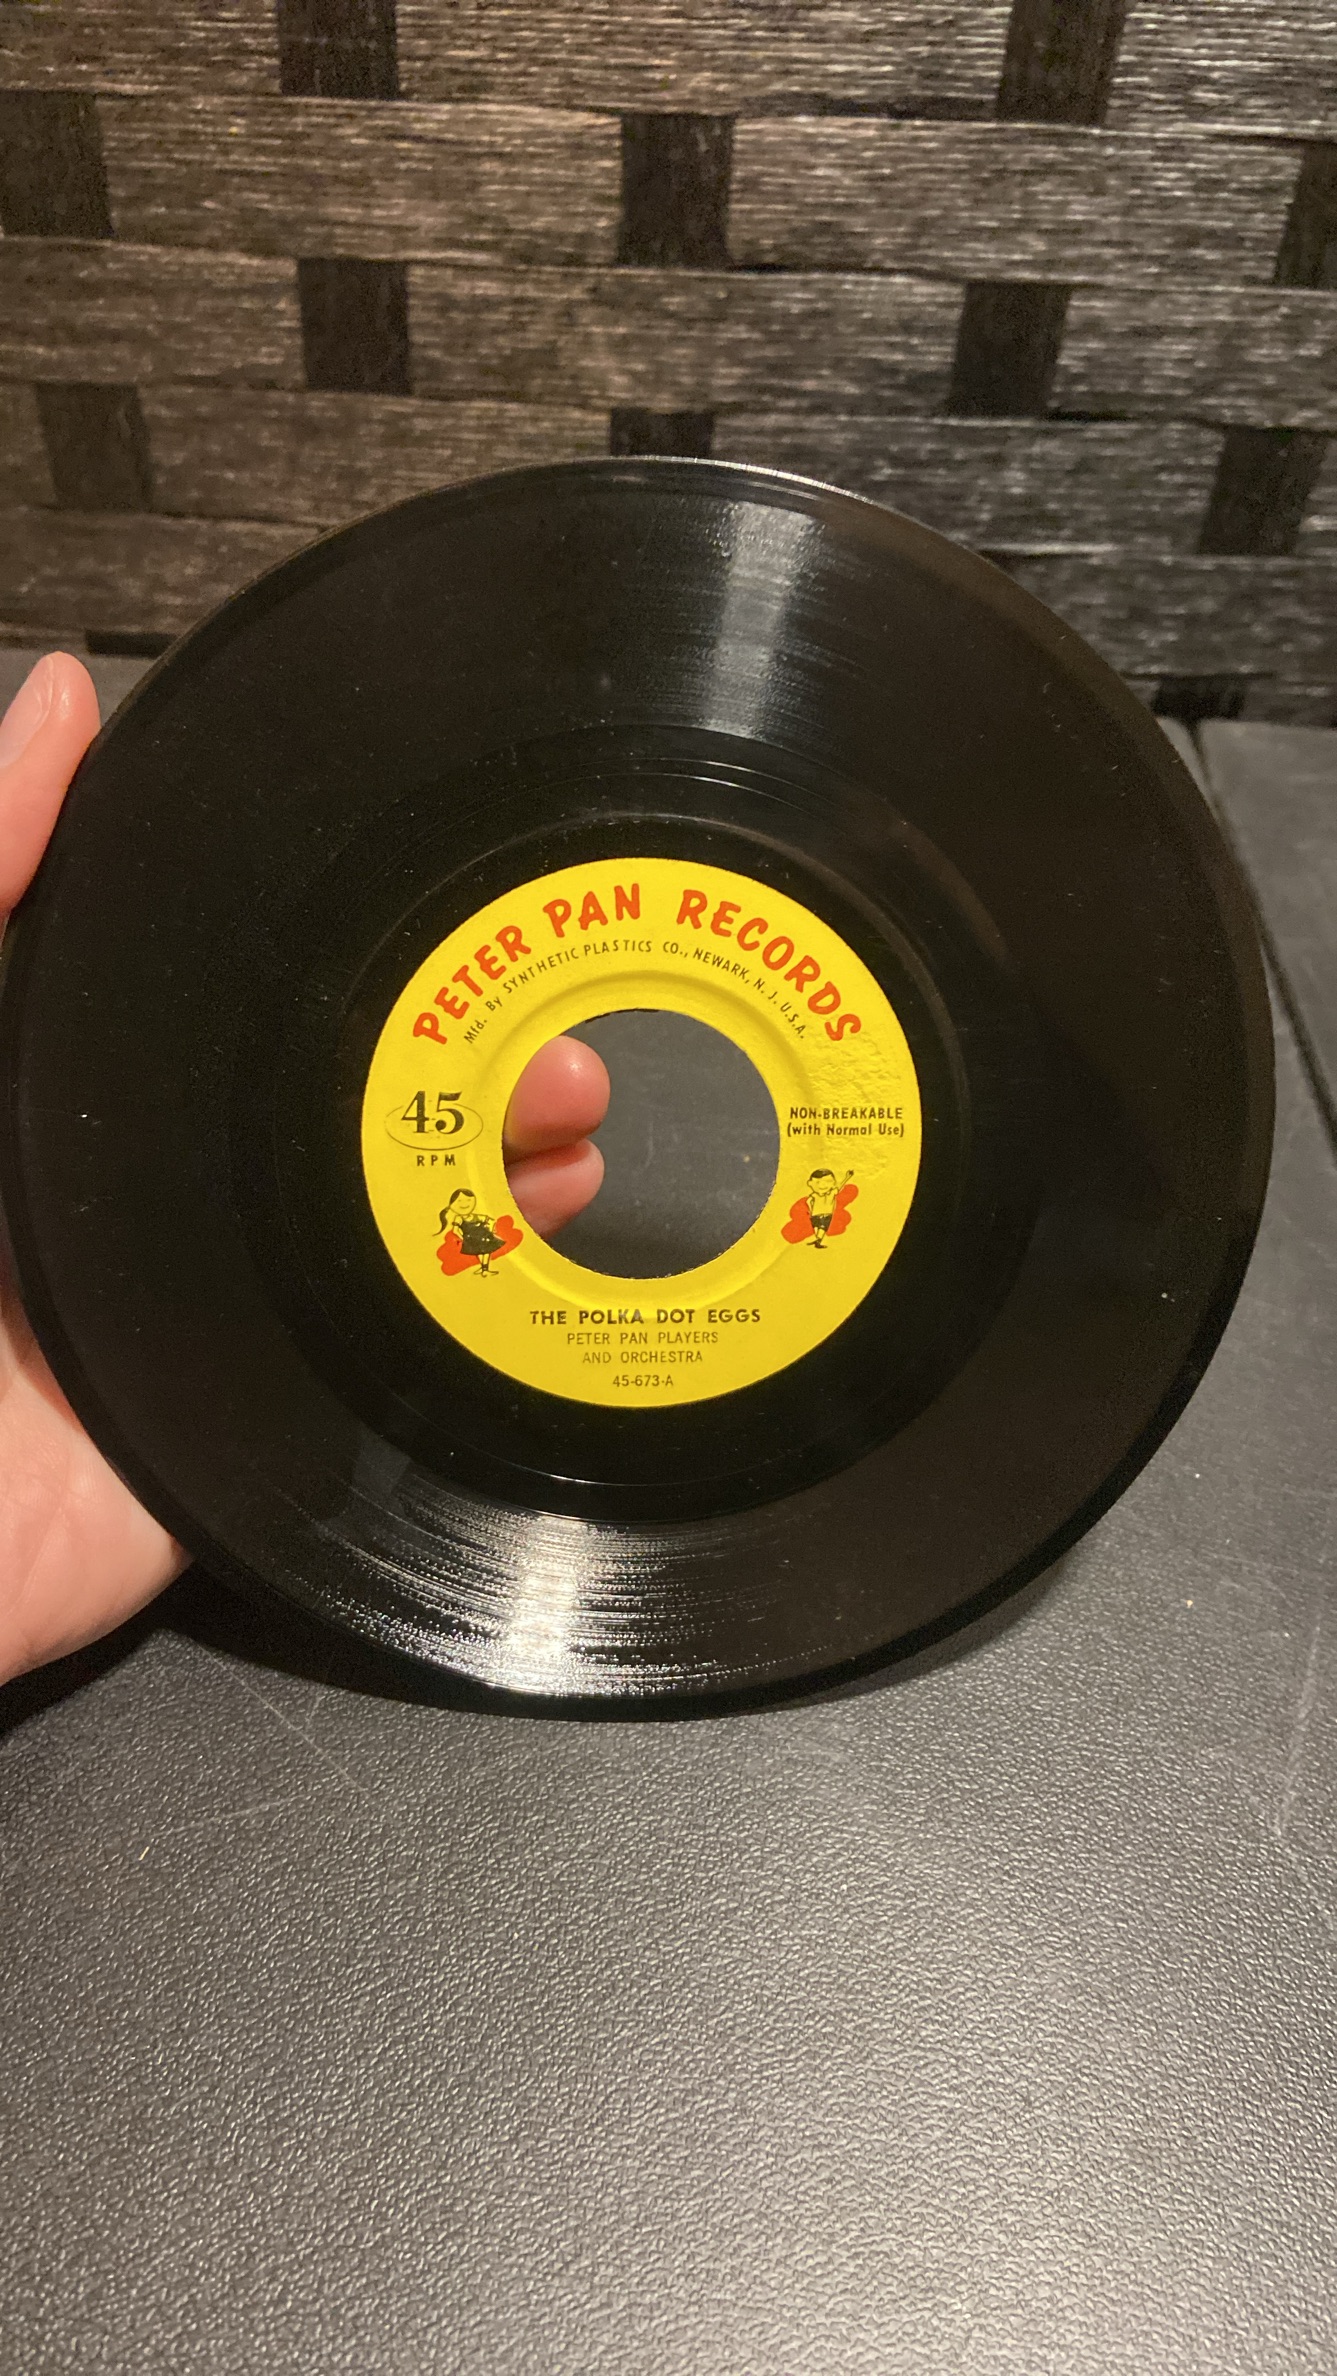 PETER PAN RECORDS
Mfd. By SYNTHETIC PLASTICS CO., NEWARK, N. J. U.S.A.
45
RPM
NON-BREAKABLE
(with Normal Use)
THE POLKA DOT EGGS
PETER PAN PLAYERS
AND ORCHESTRA
45-673-A